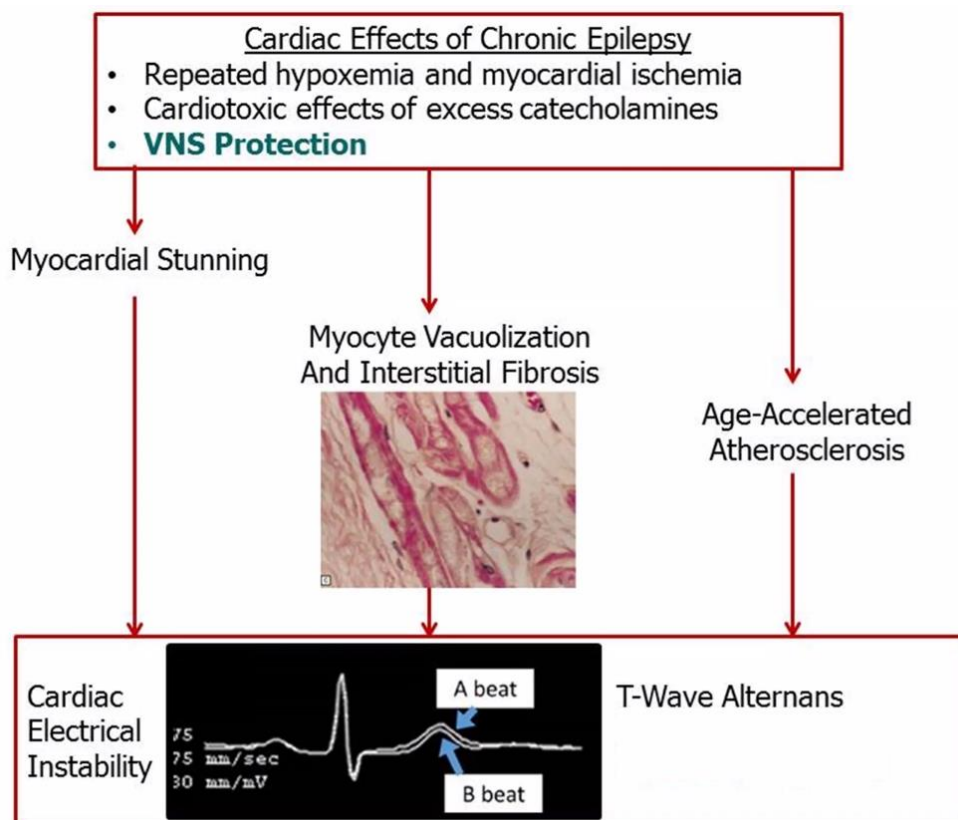 Cardiac Effects of Chronic Epilepsy
• Repeated hypoxemia and myocardial ischemia
• Cardiotoxic effects of excess catecholamines
• VNS Protection
Myocardial Stunning
Myocyte Vacuolization
And Interstitial Fibrosis
Age-Accelerated
Atherosclerosis
Cardiac
Electrical
Instability
75
75 mm/sec
30 mm/mV
A beat
B beat
T-Wave Alternans